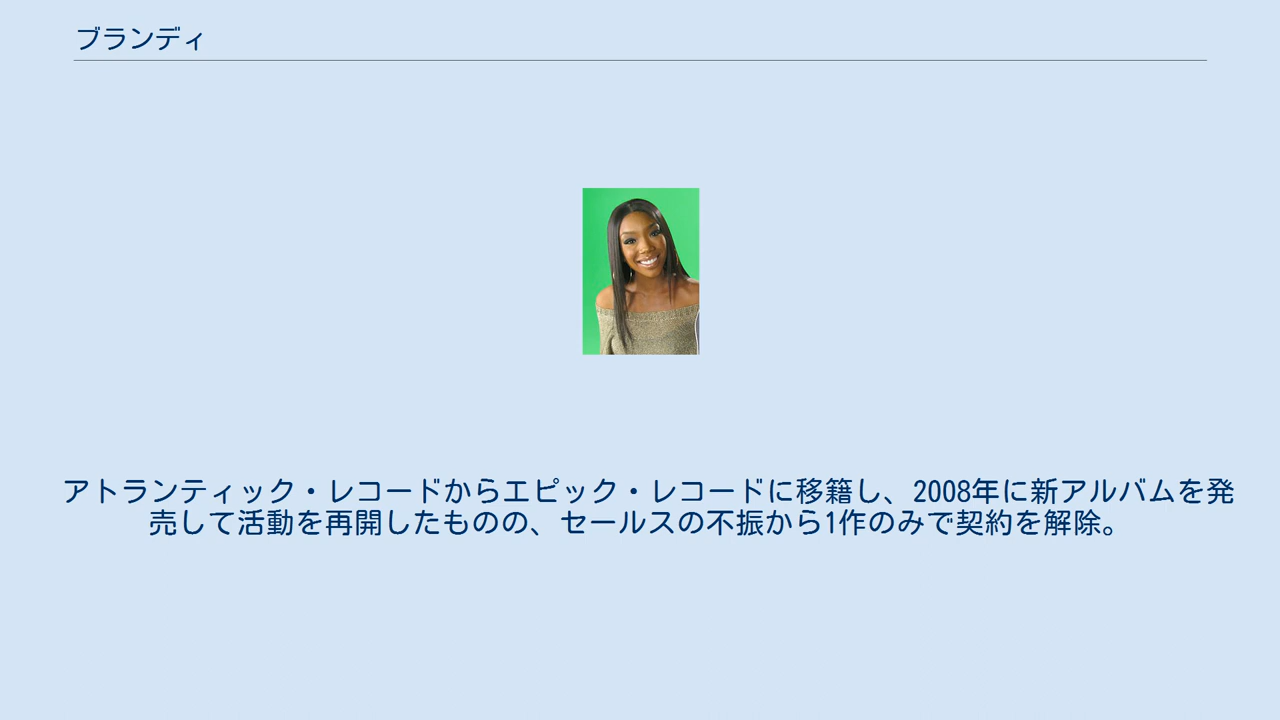 ブランディ
アトランティック・レコードからエピック・レコードに移籍し、2008年に新アルバムを発
売して活動を再開したものの、セールスの不振から1作のみで契約を解除。